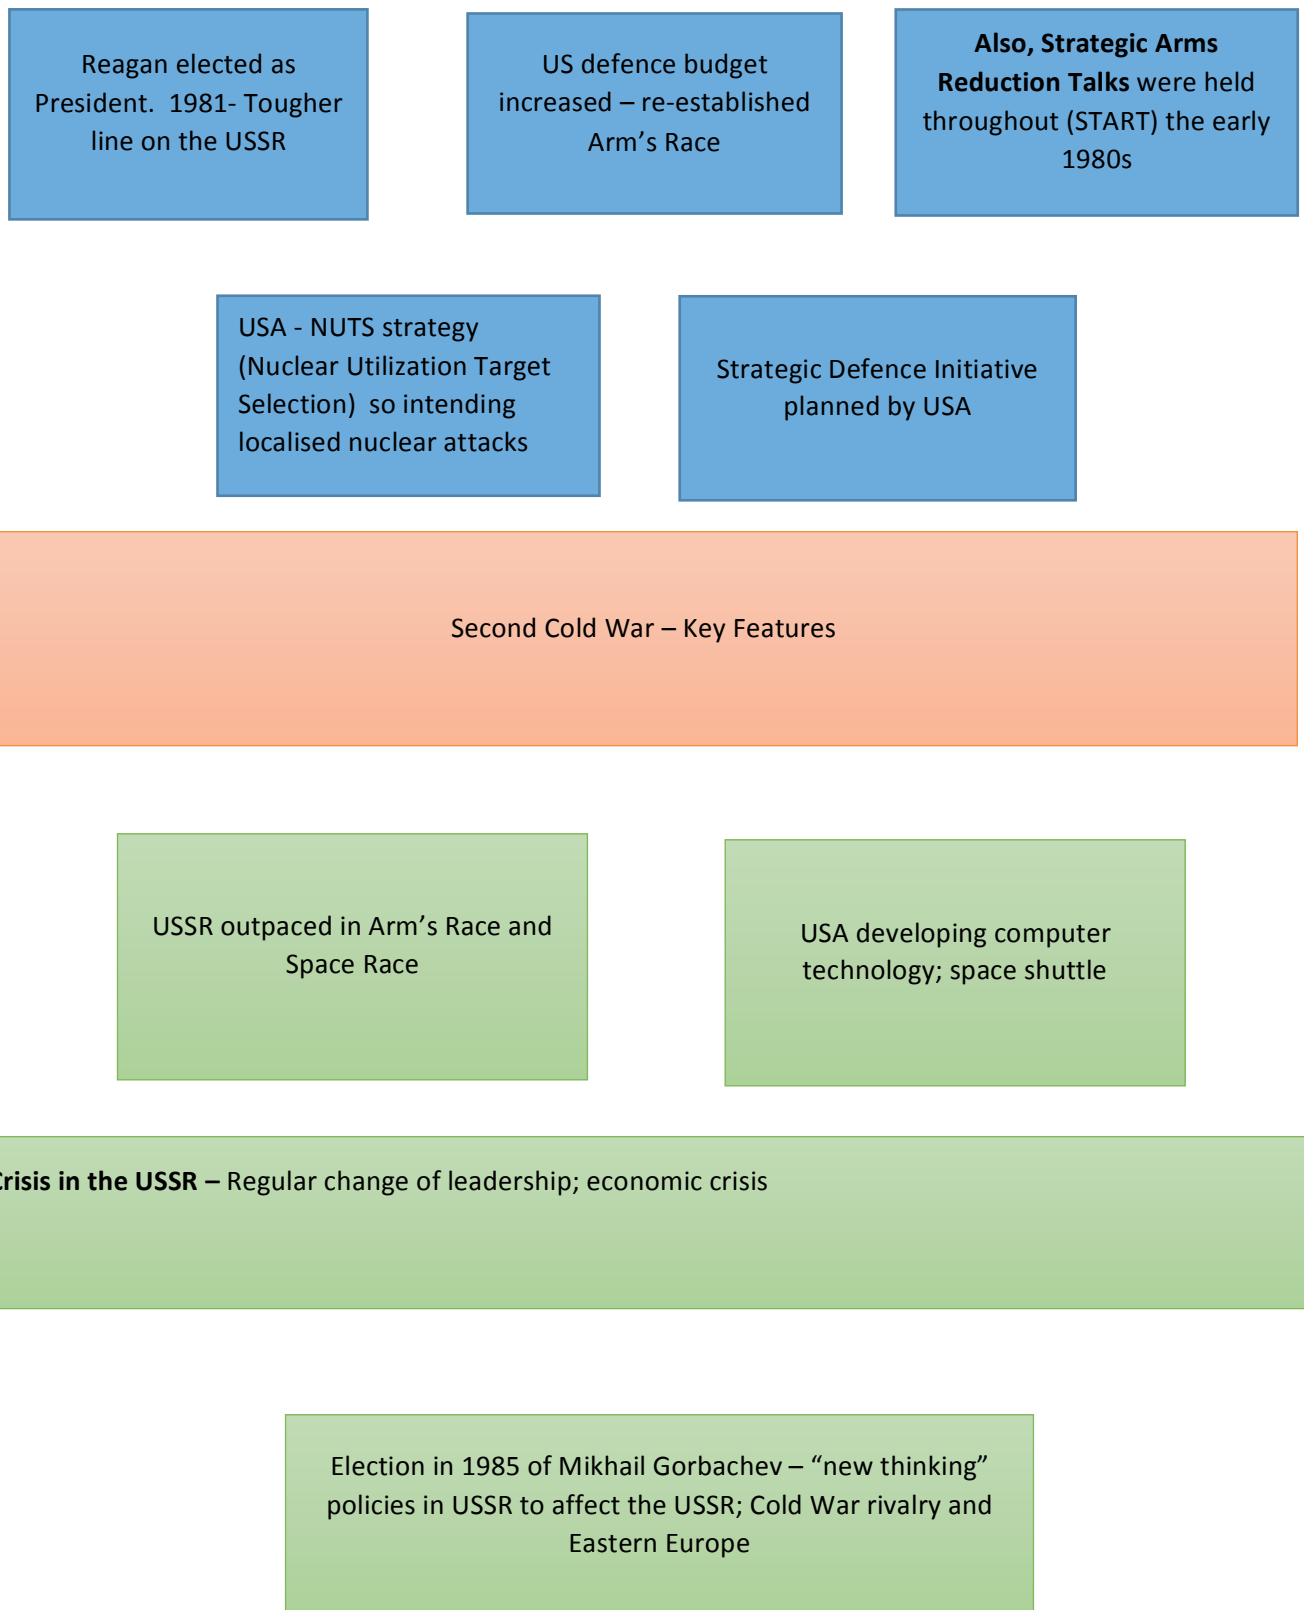 Reagan elected as
President.  1981- Tougher
line on the USSR
US defence budget
increased – re-established
Arm’s Race
Also, Strategic Arms
Reduction Talks were held
throughout (START) the early
1980s
USA - NUTS strategy
(Nuclear Utilization Target
Selection)  so intending
localised nuclear attacks
Strategic Defence Initiative
planned by USA
Second Cold War – Key Features
USSR outpaced in Arm’s Race and
Space Race
USA developing computer
technology; space shuttle
Crisis in the USSR – Regular change of leadership; economic crisis
Election in 1985 of Mikhail Gorbachev – “new thinking”
policies in USSR to affect the USSR; Cold War rivalry and
Eastern Europe